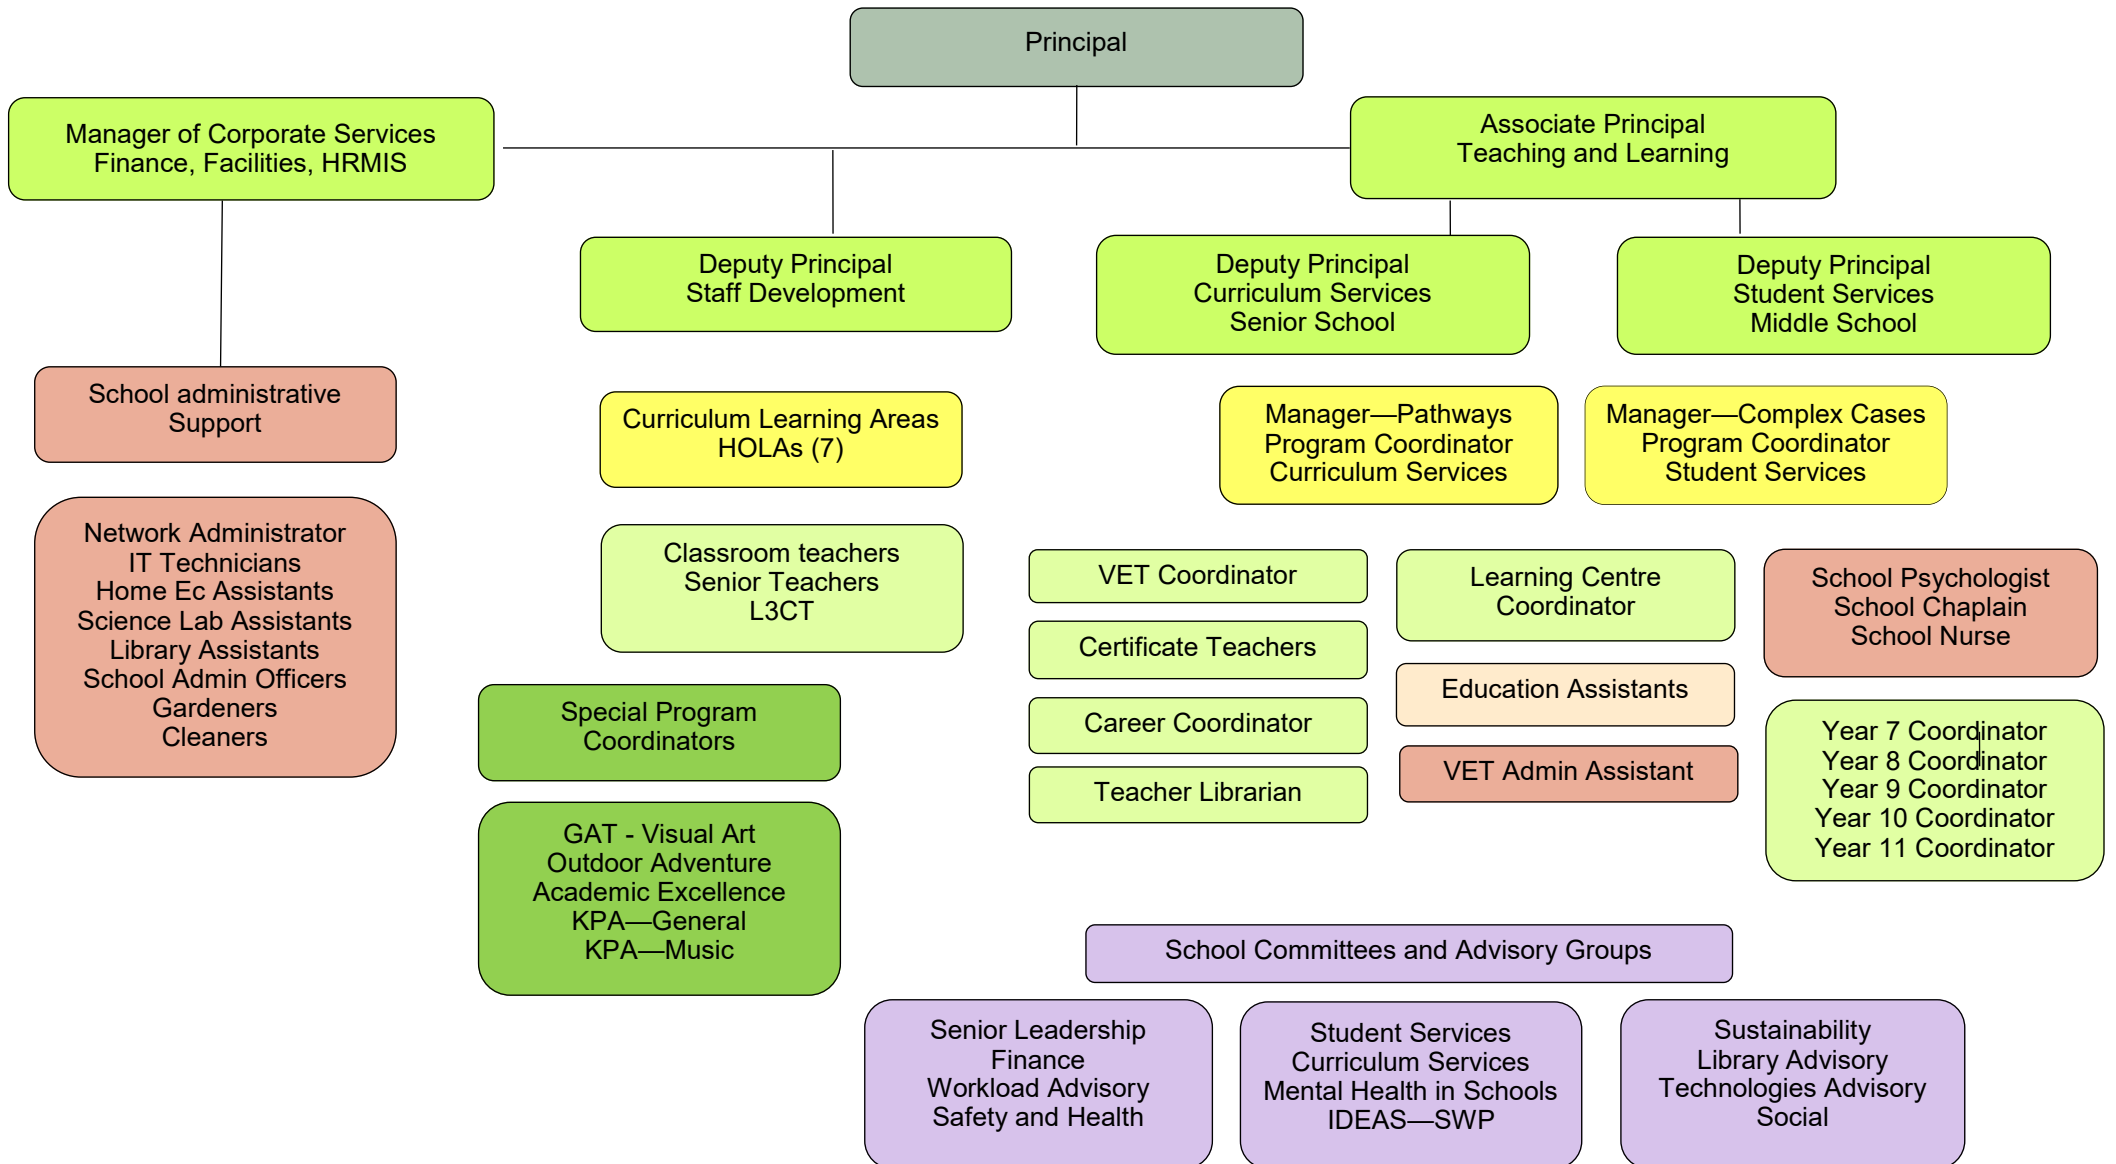 Principal
Manager of Corporate Services
Finance, Facilities, HRMIS
Associate Principal
Teaching and Learning
Deputy Principal
Staff Development
Deputy Principal
Curriculum Services
Senior School
Deputy Principal
Student Services
Middle School
School administrative
Support
Curriculum Learning Areas
HOLAs (7)
Manager—Pathways
Program Coordinator
Curriculum Services
Manager—Complex Cases
Program Coordinator
Student Services
Network Administrator
IT Technicians
Home Ec Assistants
Science Lab Assistants
Library Assistants
School Admin Officers
Gardeners
Cleaners
Classroom teachers
Senior Teachers
L3CT
VET Coordinator
Certificate Teachers
Career Coordinator
Teacher Librarian
Learning Centre
Coordinator
Education Assistants
VET Admin Assistant
School Psychologist
School Chaplain
School Nurse
Year 7 Coordinator
Year 8 Coordinator
Year 9 Coordinator
Year 10 Coordinator
Year 11 Coordinator
Special Program
Coordinators
GAT - Visual Art
Outdoor Adventure
Academic Excellence
KPA—General
KPA—Music
School Committees and Advisory Groups
Senior Leadership
Finance
Workload Advisory
Safety and Health
Student Services
Curriculum Services
Mental Health in Schools
IDEAS—SWP
Sustainability
Library Advisory
Technologies Advisory
Social